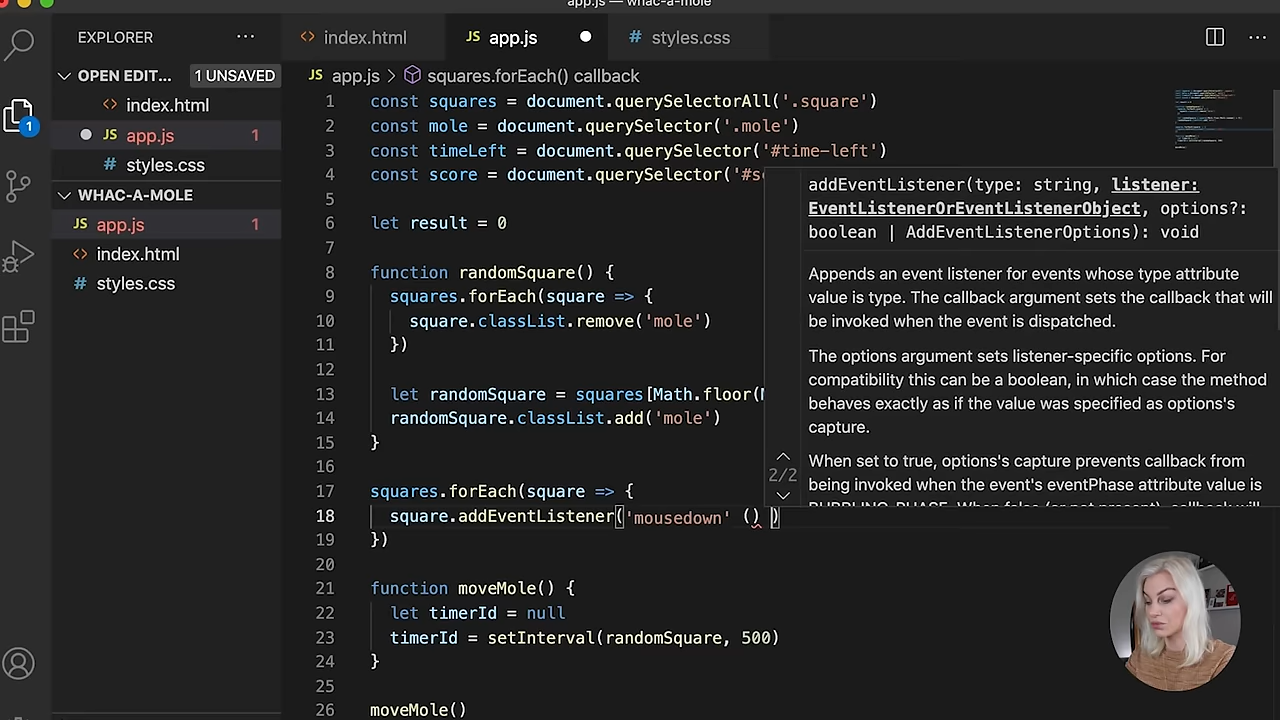 app.js — whac-a-mole
EXPLORER ...
index.html
JS app.js
# styles.css
OPEN EDIT... 1 UNSAVED
index.html
JS app.js 1
# styles.css
WHAC-A-MOLE
JS app.js 1
index.html
# styles.css
1
JS app.js > squares.forEach() callback
1 const squares = document.querySelectorAll('.square')
2 const mole = document.querySelector('.mole')
3 const timeLeft = document.querySelector('#time-left')
4 const score = document.querySelector('#s
5
6 let result = 0
7
8 function randomSquare() {
9 squares.forEach(square => {
10 square.classList.remove('mole')
11 })
12
13 let randomSquare = squares[Math.floor(
14 randomSquare.classList.add('mole')
15 }
16
17 squares.forEach(square => {
18 square.addEventListener('mousedown' () )
19 })
20
21 function moveMole() {
22 let timerId = null
23 timerId = setInterval(randomSquare, 500)
24 }
25
26 moveMole()
addEventListener(type: string, listener:
EventListenerOrEventListenerObject, options?:
boolean | AddEventListenerOptions): void
Appends an event listener for events whose type attribute
value is type. The callback argument sets the callback that will
be invoked when the event is dispatched.
The options argument sets listener-specific options. For
compatibility this can be a boolean, in which case the method
behaves exactly as if the value was specified as options's
capture.
2/2
When set to true, options's capture prevents callback from
being invoked when the event's eventPhase attribute value is